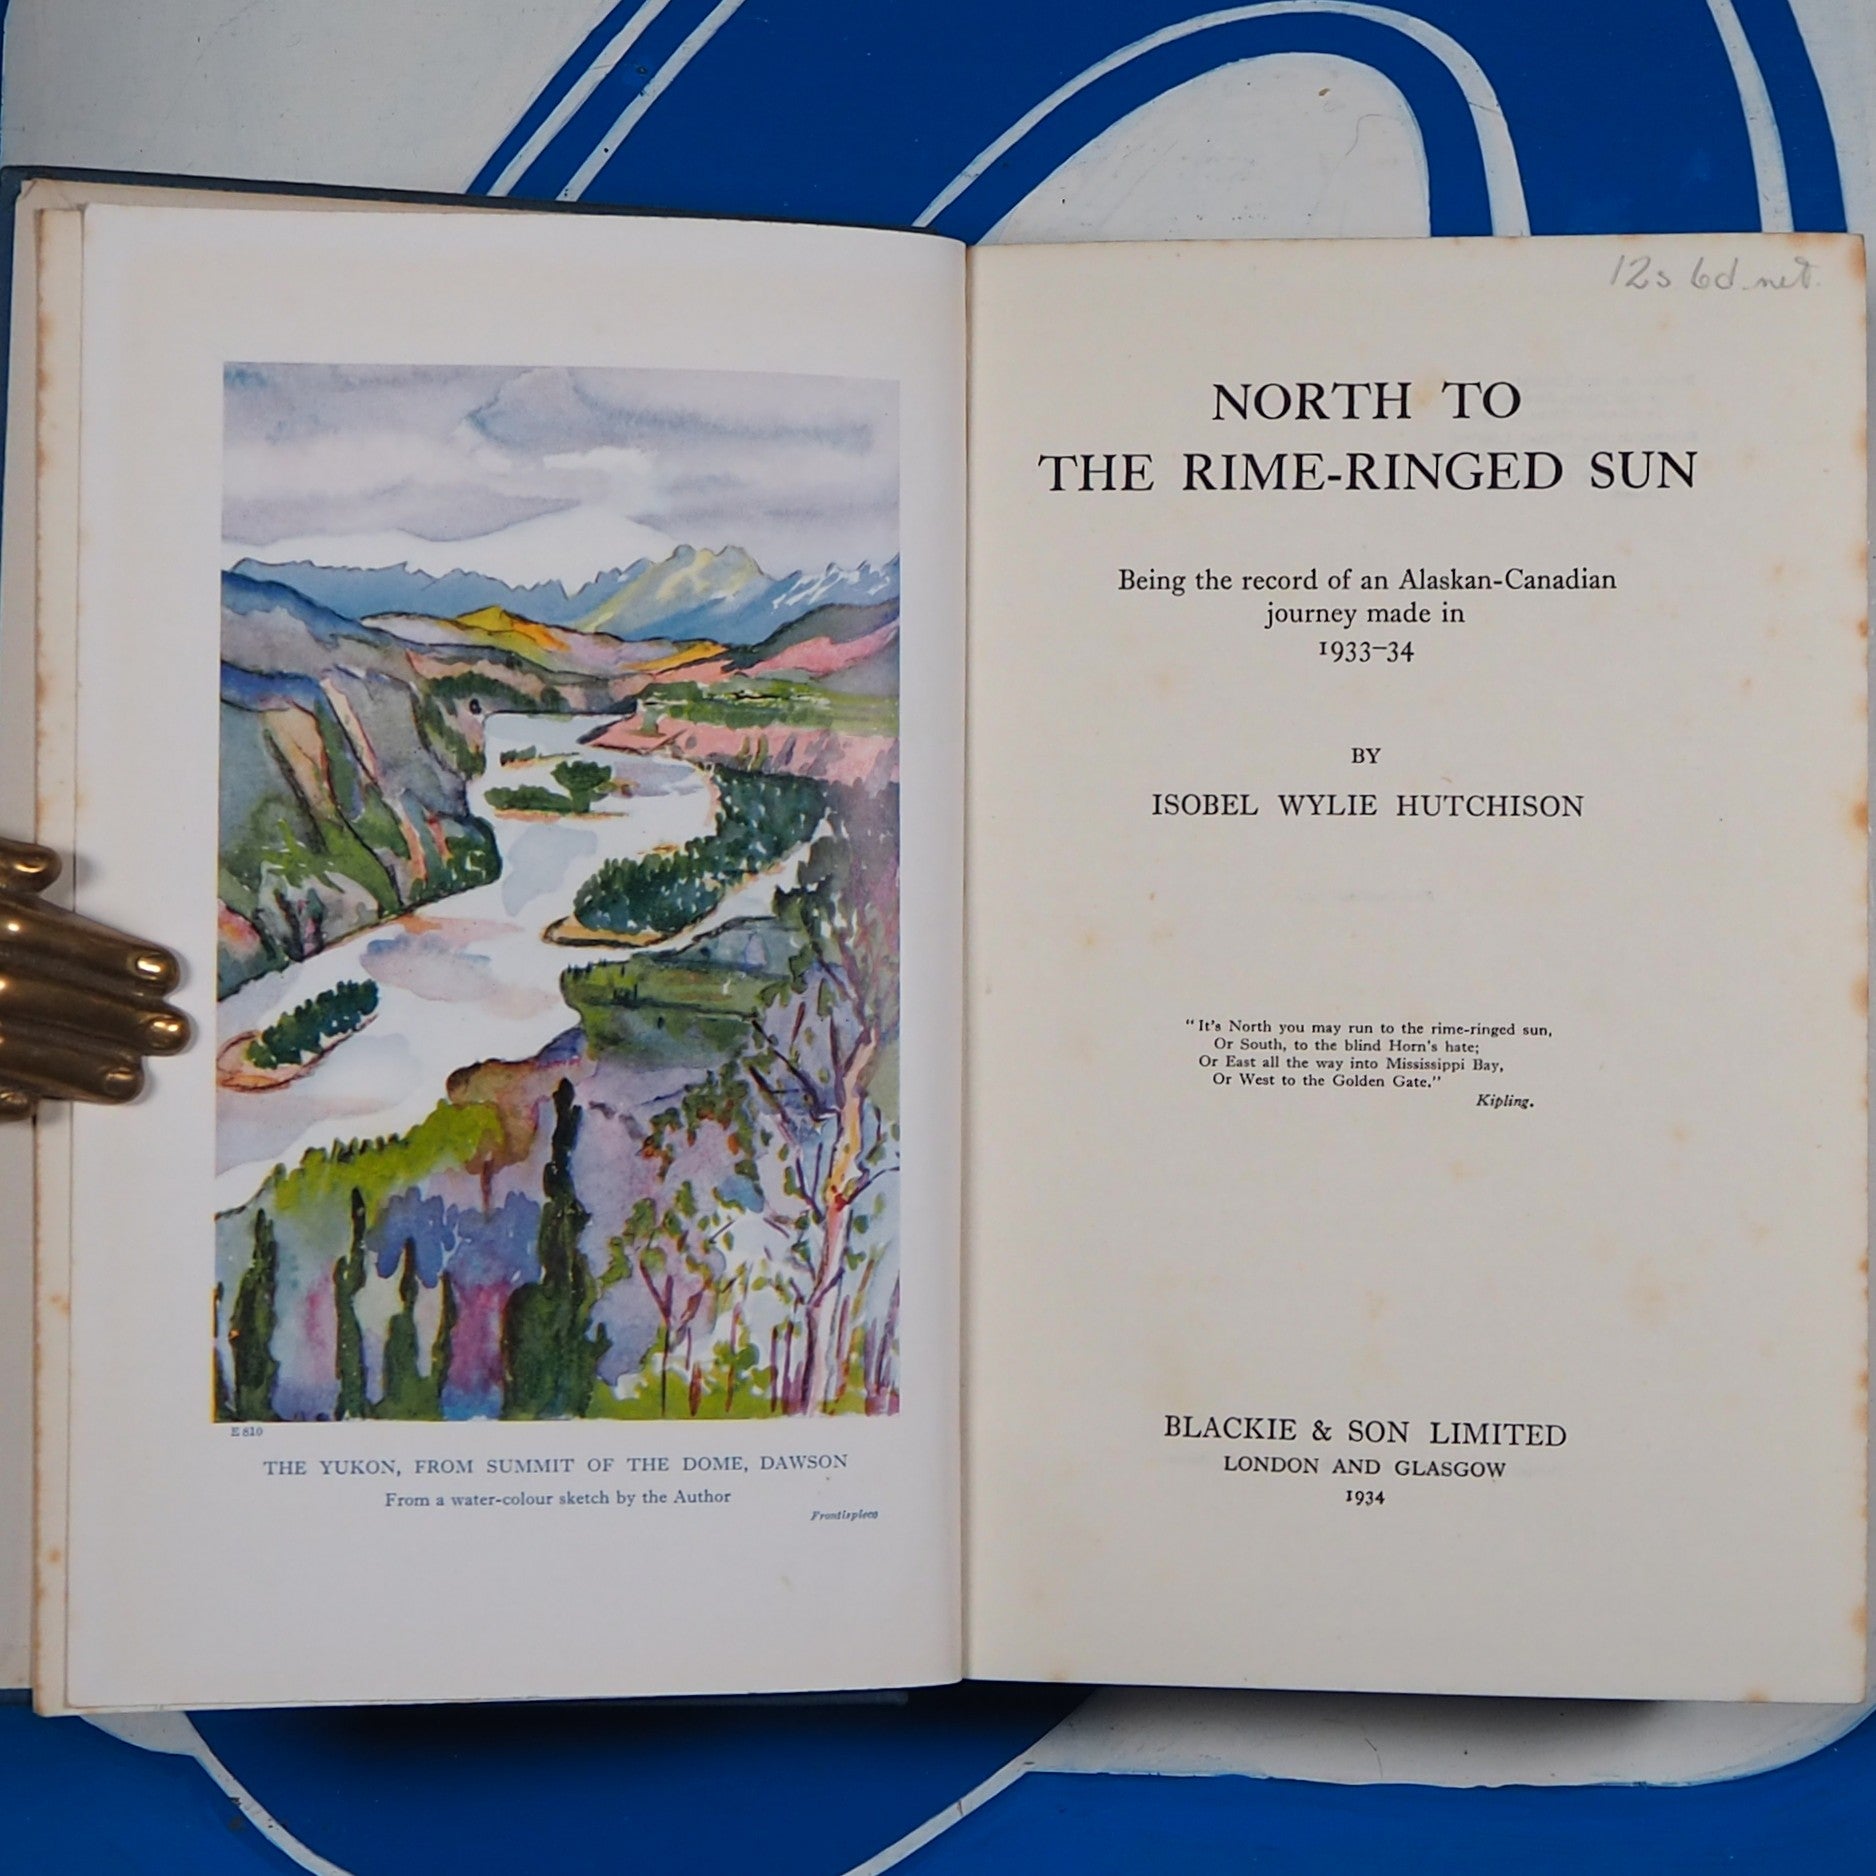 E 810
THE YUKON, FROM SUMMIT OF THE DOME, DAWSON
From a water-colour sketch by the Author
Frontispiece
12s 6d net.
NORTH TO
THE RIME-RINGED SUN
Being the record of an Alaskan-Canadian
journey made in
1933-34
BY
ISOBEL WYLIE HUTCHISON
"It's North you may run to the rime-ringed sun,
Or South, to the blind Horn's hate;
Or East all the way into Mississippi Bay,
Or West to the Golden Gate."
Kipling.
BLACKIE & SON LIMITED
LONDON AND GLASGOW
1934